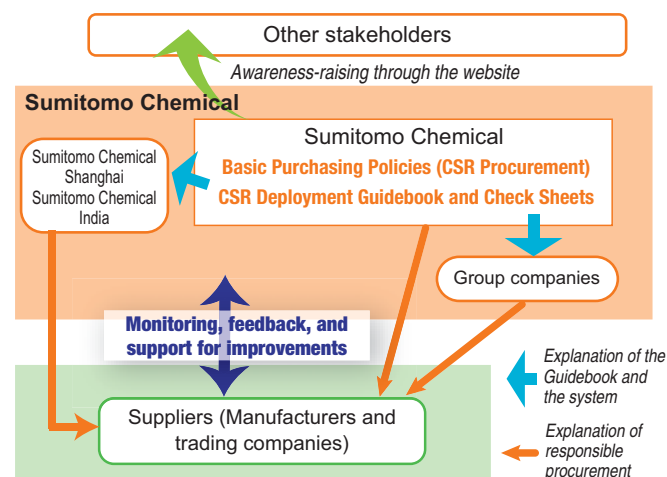 Other stakeholders
Awareness-raising through the website
Sumitomo Chemical
Sumitomo Chemical
Basic Purchasing Policies (CSR Procurement)
CSR Deployment Guidebook and Check Sheets
Sumitomo Chemical
Shanghai
Sumitomo Chemical
India
Group companies
Monitoring, feedback, and
support for improvements
Explanation of the
Guidebook and
the system
Suppliers (Manufacturers and
trading companies)
Explanation of
responsible
procurement